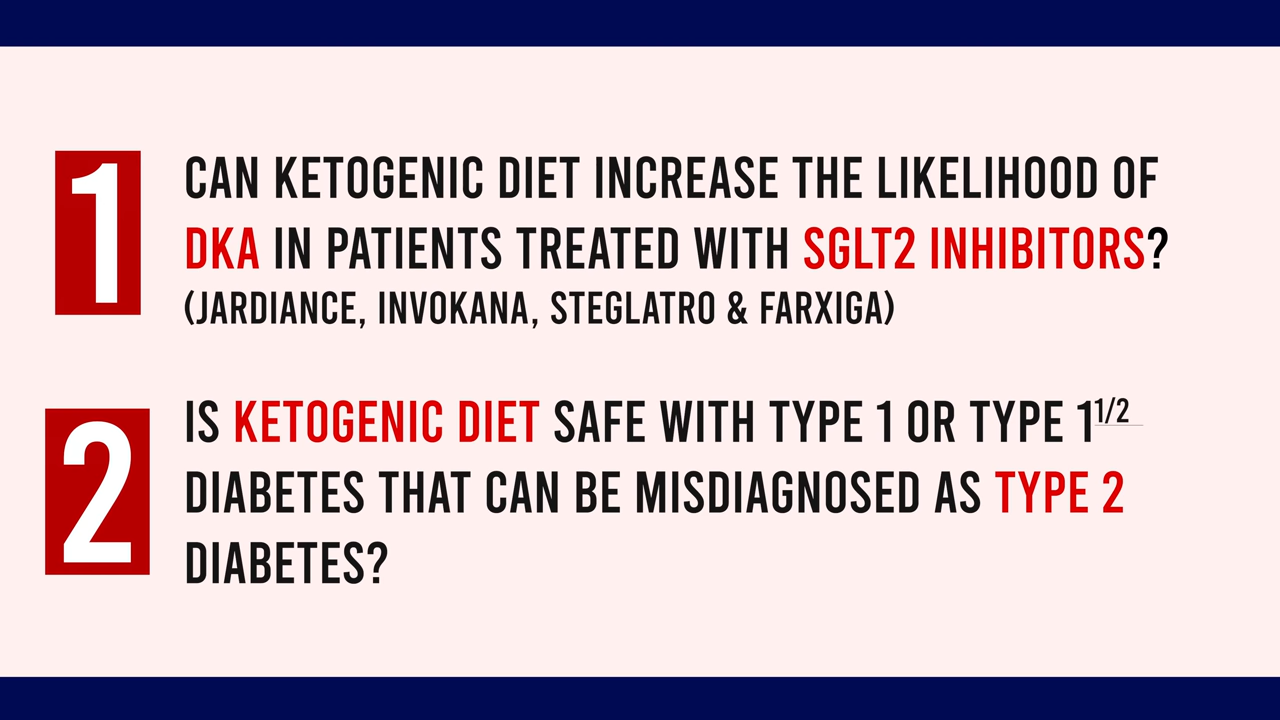 1
CAN KETOGENIC DIET INCREASE THE LIKELIHOOD OF
DKA IN PATIENTS TREATED WITH SGLT2 INHIBITORS?
(JARDIANCE, INVOKANA, STEGLATRO & FARXIGA)
2
IS KETOGENIC DIET SAFE WITH TYPE 1 OR TYPE 1 1/2
DIABETES THAT CAN BE MISDIAGNOSED AS TYPE 2
DIABETES?